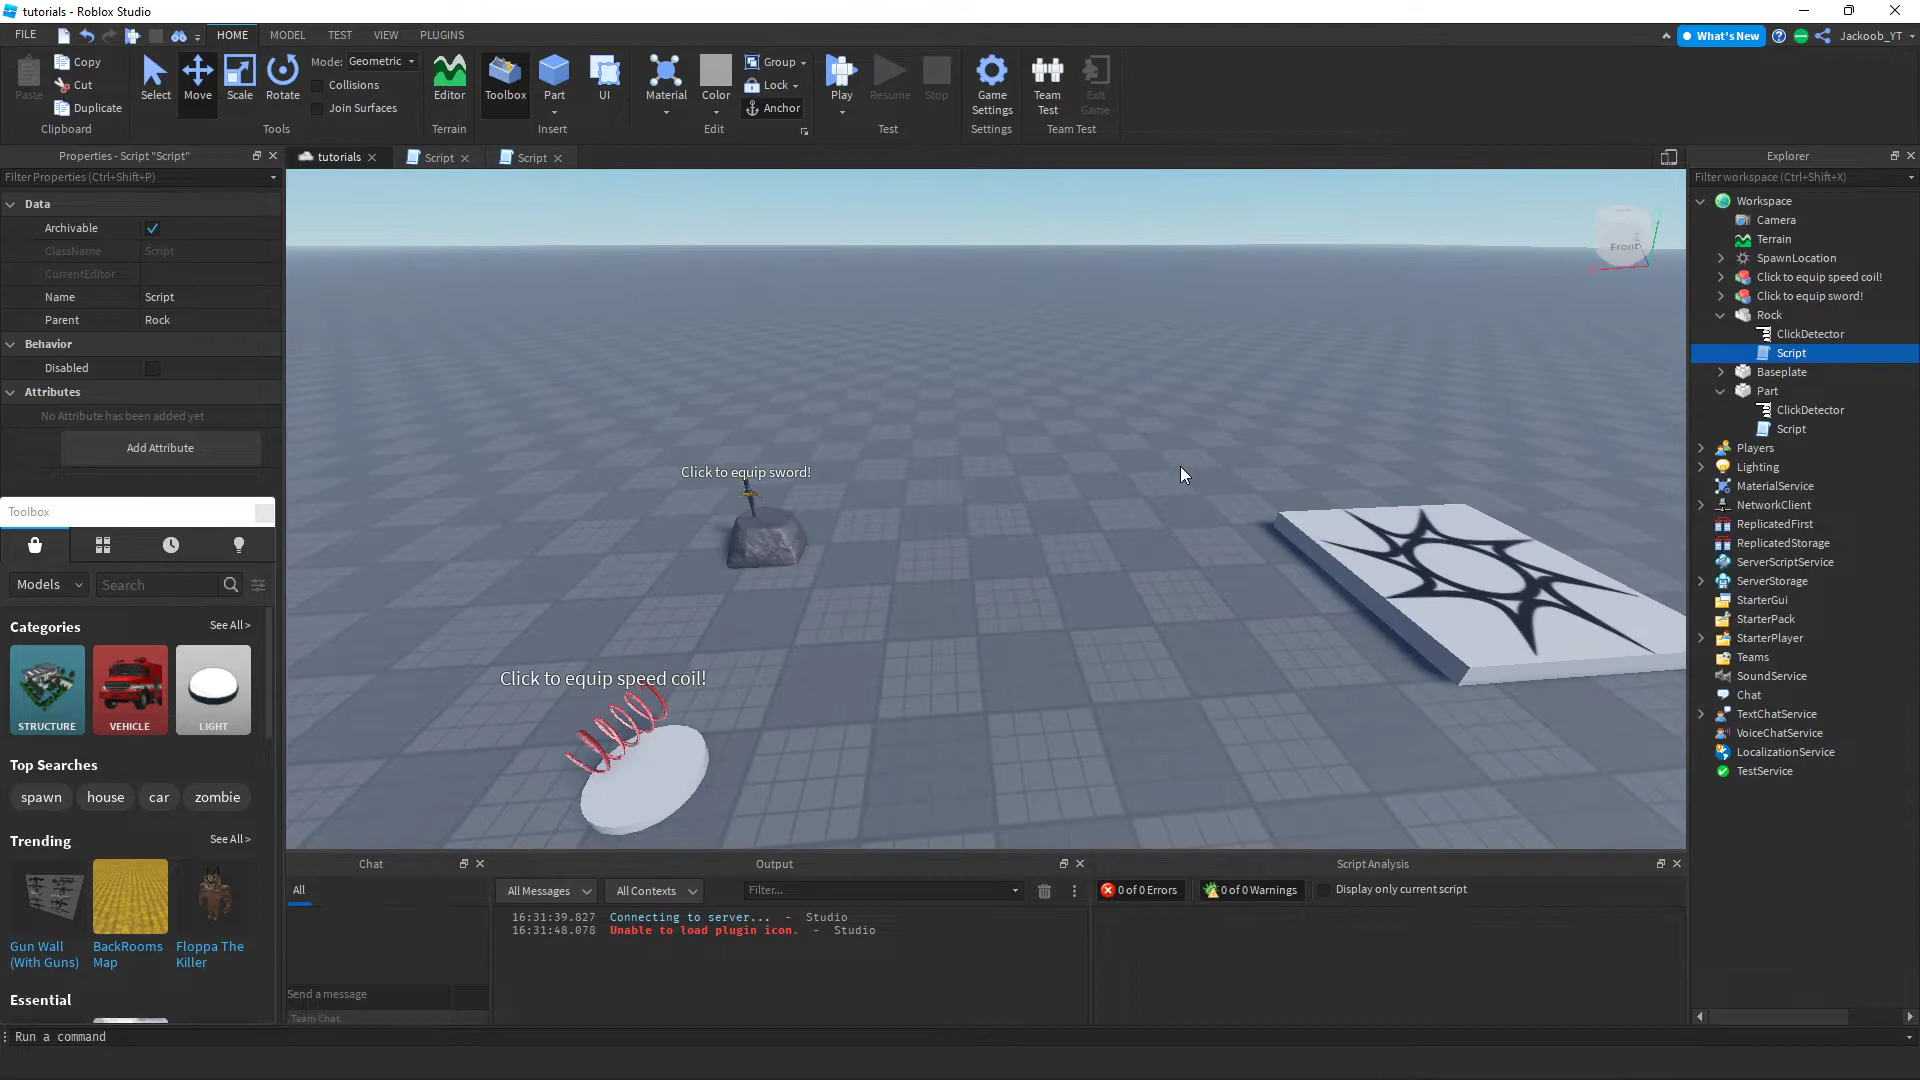 tutorials - Roblox Studio
FILE
HOME
MODEL
TEST
VIEW
PLUGINS
What's New
Jackoob_YT
Paste
Copy
Cut
Duplicate
Clipboard
Select
Move
Scale
Rotate
Mode: Geometric
Collisions
Join Surfaces
Tools
Editor
Terrain
Toolbox
Part
UI
Insert
Material
Color
Group
Lock
Anchor
Edit
Play
Resume
Stop
Test
Game Settings
Settings
Team Test
Exit Game
Team Test
Properties - Script "Script"
Filter Properties (Ctrl+Shift+P)
Data
Archivable
ClassName Script
CurrentEditor
Name Script
Parent Rock
Behavior
Disabled
Attributes
No Attribute has been added yet
Add Attribute
Toolbox
Models
Search
Categories
See All >
STRUCTURE
VEHICLE
LIGHT
Top Searches
spawn
house
car
zombie
Trending
See All >
Gun Wall
(With Guns)
BackRooms
Map
Floppa The
Killer
Essential
tutorials
Script
Script
Front
Click to equip sword!
Click to equip speed coil!
Chat
All
Send a message
Team Chat
Output
All Messages
All Contexts
Filter...
16:31:39.827 Connecting to server... - Studio
16:31:48.078 Unable to load plugin icon. - Studio
Script Analysis
0 of 0 Errors
0 of 0 Warnings
Display only current script
Explorer
Filter workspace (Ctrl+Shift+X)
Workspace
Camera
Terrain
SpawnLocation
Click to equip speed coil!
Click to equip sword!
Rock
ClickDetector
Script
Baseplate
Part
ClickDetector
Script
Players
Lighting
MaterialService
NetworkClient
ReplicatedFirst
ReplicatedStorage
ServerScriptService
ServerStorage
StarterGui
StarterPack
StarterPlayer
Teams
SoundService
Chat
TextChatService
VoiceChatService
LocalizationService
TestService
Run a command